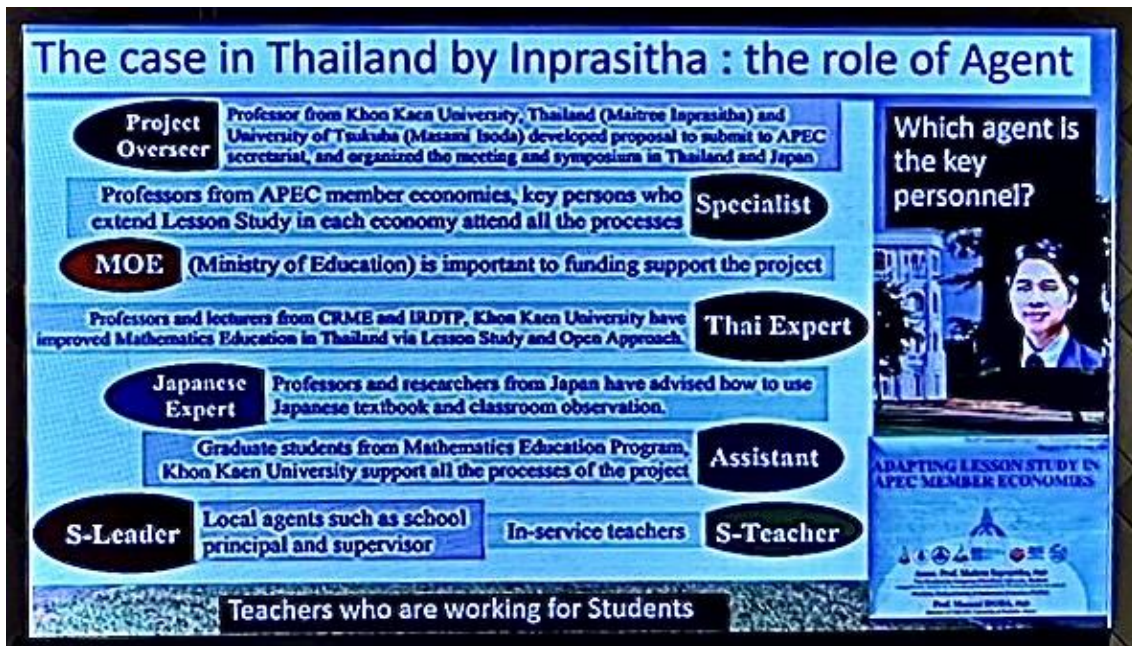 The case in Thailand by Inprasitha : the role of Agent
Project
Overseer
Professor from Khon Kaen University, Thailand (Maitree Inprasitha) and
University of Tsukuba (Masami Isoda) developed proposal to submit to APEC
secretariat, and organized the meeting and symposium in Thailand and Japan
Professors from APEC member economies, key persons who
extend Lesson Study in each economy attend all the processes
Specialist
MOE
(Ministry of Education) is important to funding support the project
Professors and lecturers from CRME and IRDTP, Khon Kaen University have
improved Mathematics Education in Thailand via Lesson Study and Open Approach.
Thai Expert
Japanese
Expert
Professors and researchers from Japan have advised how to use
Japanese textbook and classroom observation.
Graduate students from Mathematics Education Program,
Khon Kaen University support all the processes of the project
Assistant
S-Leader
Local agents such as school
principal and supervisor
In-service teachers
S-Teacher
Teachers who are working for Students
Which agent is
the key
personnel?
ADAPTING LESSON STUDY IN
APEC MEMBER ECONOMIES